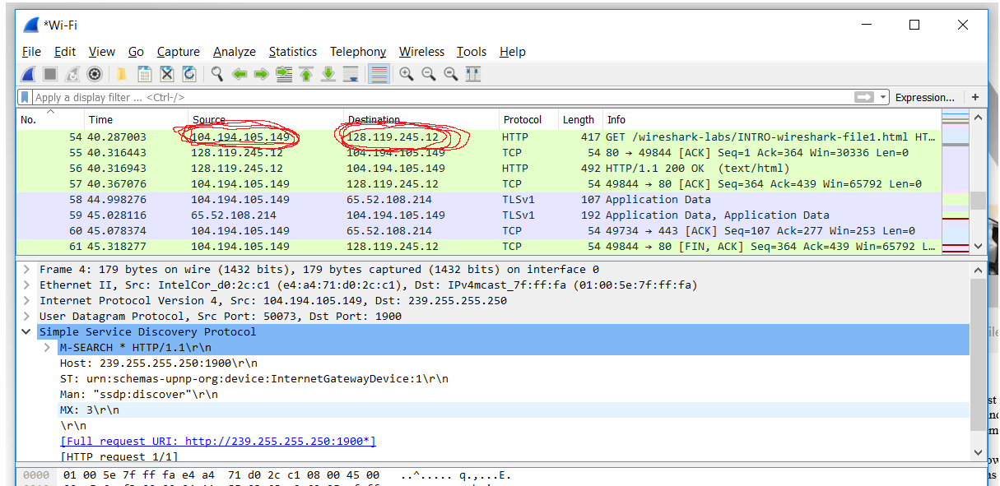 *Wi-Fi
File Edit View Go Capture Analyze Statistics Telephony Wireless Tools Help
Apply a display filter ... <Ctrl-/> Expression... +
No. Time Source Destination Protocol Length Info
54 40.287003 104.194.105.149 128.119.245.12 HTTP 417 GET /wireshark-labs/INTRO-wireshark-file1.html HT…
55 40.316443 128.119.245.12 104.194.105.149 TCP 54 80 → 49844 [ACK] Seq=1 Ack=364 Win=30336 Len=0
56 40.316943 128.119.245.12 104.194.105.149 HTTP 492 HTTP/1.1 200 OK (text/html)
57 40.367076 104.194.105.149 128.119.245.12 TCP 54 49844 → 80 [ACK] Seq=364 Ack=439 Win=65792 Len=0
58 44.998276 104.194.105.149 65.52.108.214 TLSv1 107 Application Data
59 45.028116 65.52.108.214 104.194.105.149 TLSv1 192 Application Data, Application Data
60 45.078374 104.194.105.149 65.52.108.214 TCP 54 49734 → 443 [ACK] Seq=107 Ack=277 Win=253 Len=0
61 45.318277 104.194.105.149 128.119.245.12 TCP 54 49844 → 80 [FIN, ACK] Seq=364 Ack=439 Win=65792 L…
Frame 4: 179 bytes on wire (1432 bits), 179 bytes captured (1432 bits) on interface 0
Ethernet II, Src: IntelCor_d0:2c:c1 (e4:a4:71:d0:2c:c1), Dst: IPv4mcast_7f:ff:fa (01:00:5e:7f:ff:fa)
Internet Protocol Version 4, Src: 104.194.105.149, Dst: 239.255.255.250
User Datagram Protocol, Src Port: 50073, Dst Port: 1900
Simple Service Discovery Protocol
M-SEARCH * HTTP/1.1\r\n
Host: 239.255.255.250:1900\r\n
ST: urn:schemas-upnp-org:device:InternetGatewayDevice:1\r\n
Man: "ssdp:discover"\r\n
MX: 3\r\n
\r\n
[Full request URI: http://239.255.255.250:1900*]
[HTTP request 1/1]
0000 01 00 5e 7f ff fa e4 a4 71 d0 2c c1 08 00 45 00 ..^..... q.,...E.